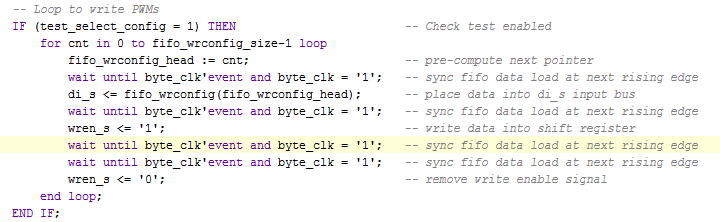 -- Loop to write PWMs
IF (test_select_config = 1) THEN -- Check test enabled
for cnt in 0 to fifo_wrconfig_size-1 loop
fifo_wrconfig_head := cnt; -- pre-compute next pointer
wait until byte_clk'event and byte_clk = '1'; -- sync fifo data load at next rising edge
di_s <= fifo_wrconfig(fifo_wrconfig_head); -- place data into di_s input bus
wait until byte_clk'event and byte_clk = '1'; -- sync fifo data load at next rising edge
wren_s <= '1'; -- write data into shift register
wait until byte_clk'event and byte_clk = '1'; -- sync fifo data load at next rising edge
wait until byte_clk'event and byte_clk = '1'; -- sync fifo data load at next rising edge
wren_s <= '0'; -- remove write enable signal
end loop;
END IF;